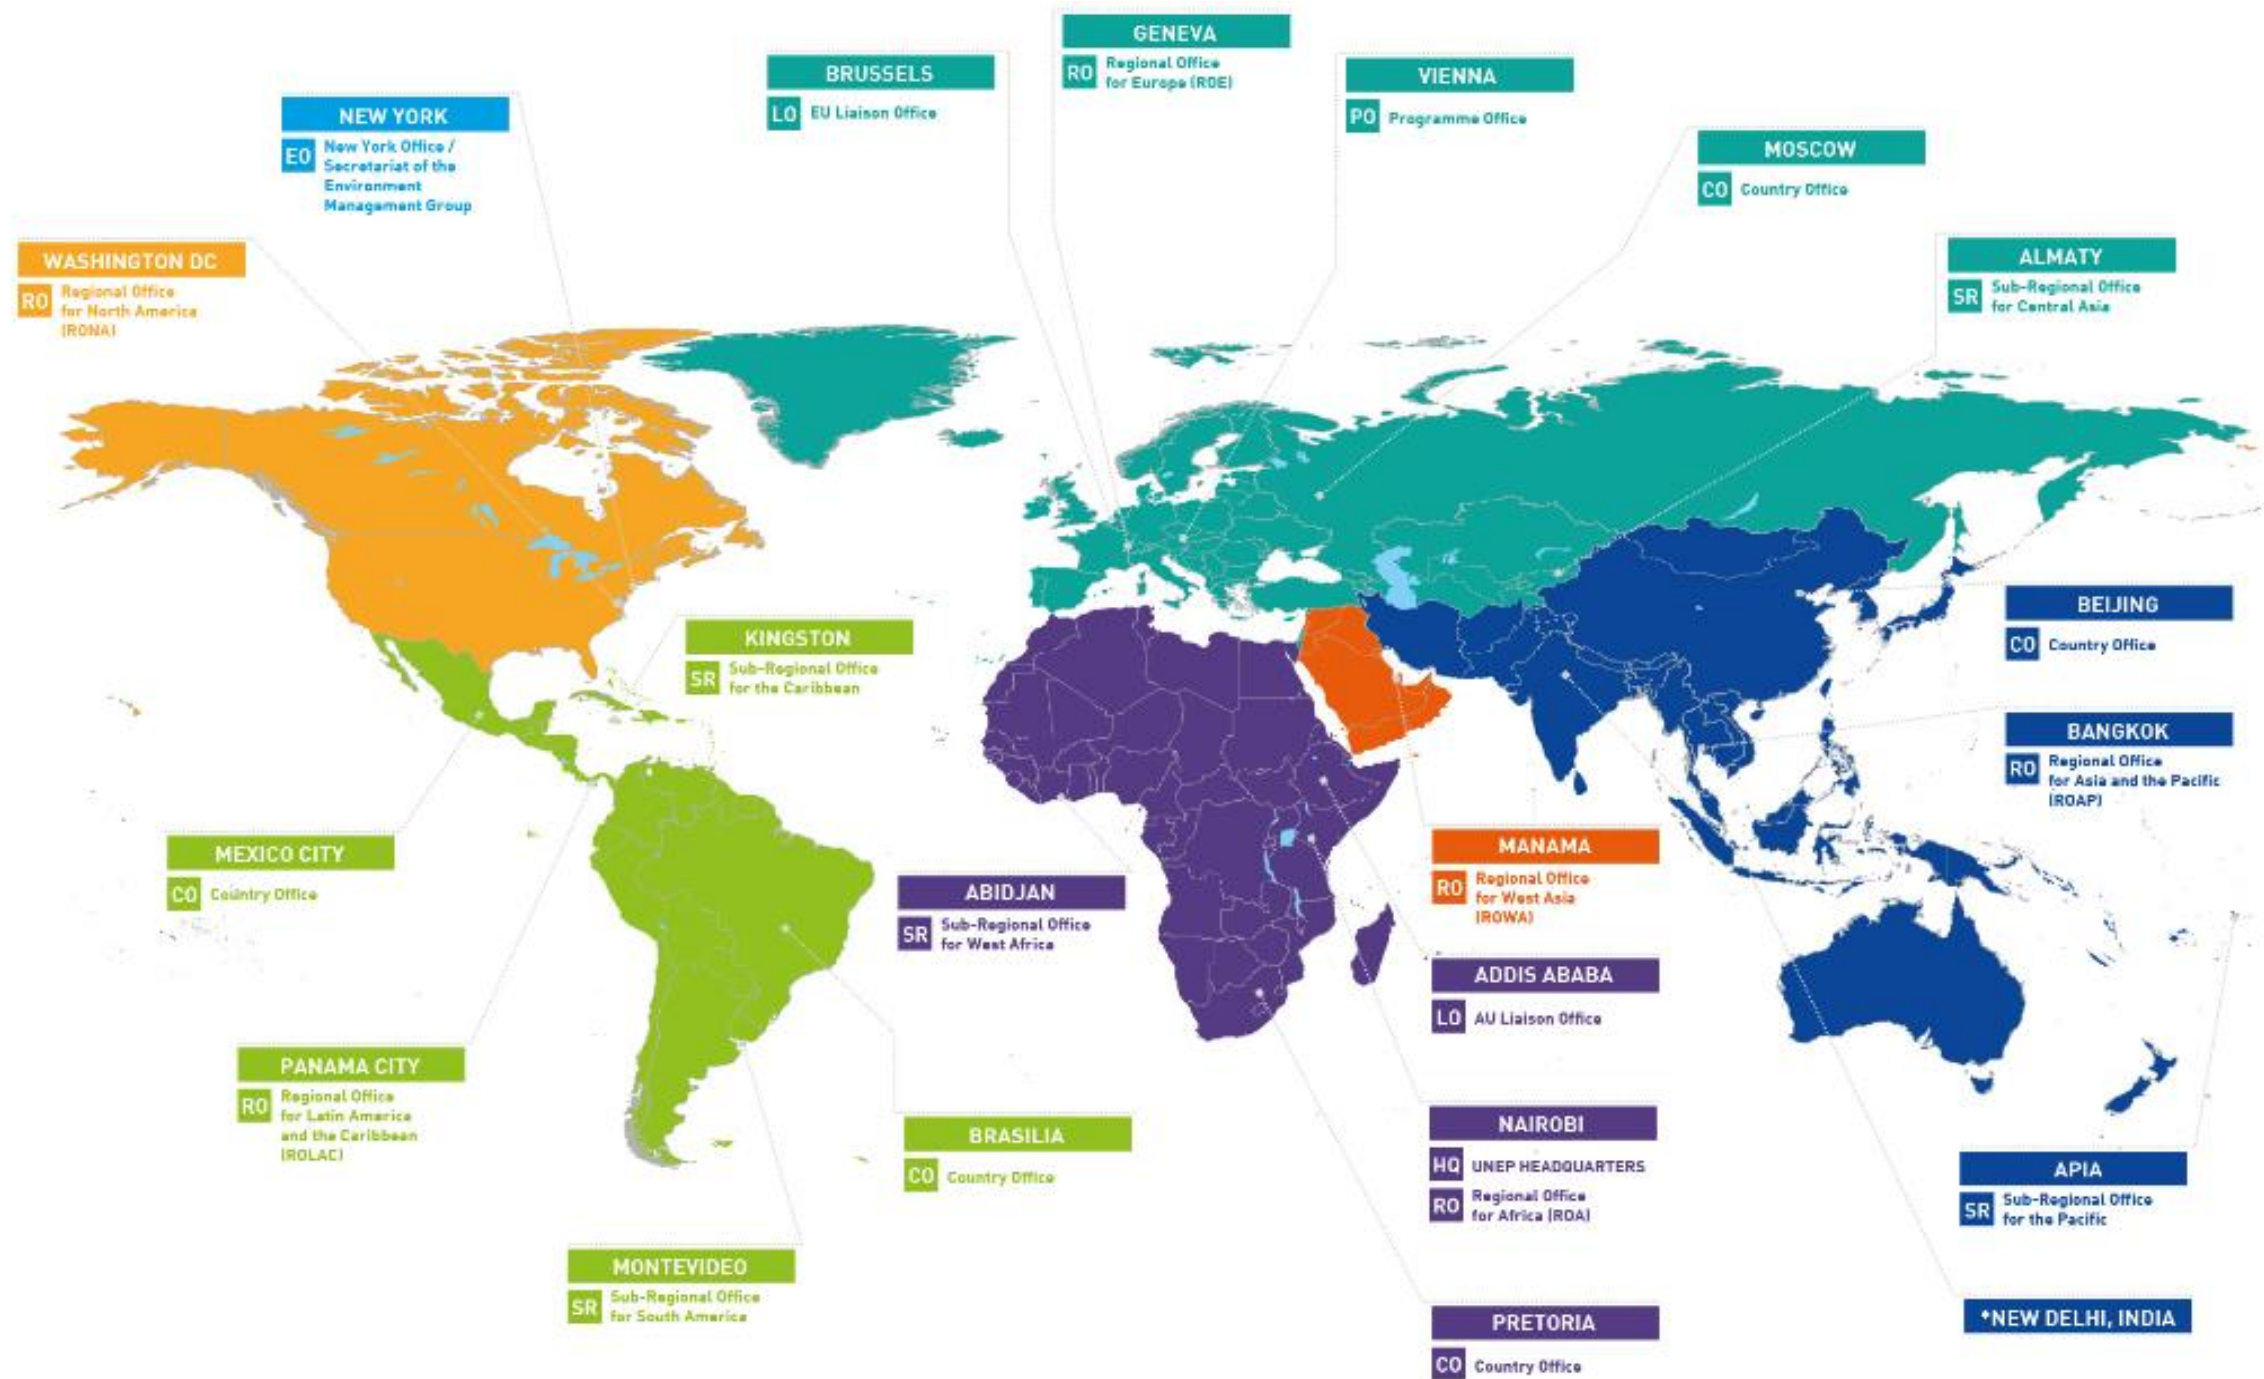 GENEVA
RO
Regional Office
for Europe (ROE)
BRUSSELS
LO
EU Liaison Office
VIENNA
PO
Programme Office
NEW YORK
EO
New York Office /
Secretariat of the
Environment
Management Group
MOSCOW
CO
Country Office
WASHINGTON DC
RO
Regional Office
for North America
(RONA)
ALMATY
SR
Sub-Regional Office
for Central Asia
KINGSTON
SR
Sub-Regional Office
for the Caribbean
BEIJING
CO
Country Office
BANGKOK
RO
Regional Office
for Asia and the Pacific
(ROAP)
MEXICO CITY
CO
Country Office
MANAMA
RO
Regional Office
for West Asia
(ROWA)
ABIDJAN
SR
Sub-Regional Office
for West Africa
ADDIS ABABA
LO
AU Liaison Office
PANAMA CITY
RO
Regional Office
for Latin America
and the Caribbean
(ROLAC)
BRASILIA
CO
Country Office
NAIROBI
HQ
UNEP HEADQUARTERS
RO
Regional Office
for Africa (ROA)
APIA
SR
Sub-Regional Office
for the Pacific
MONTEVIDEO
SR
Sub-Regional Office
for South America
*NEW DELHI, INDIA
PRETORIA
CO
Country Office